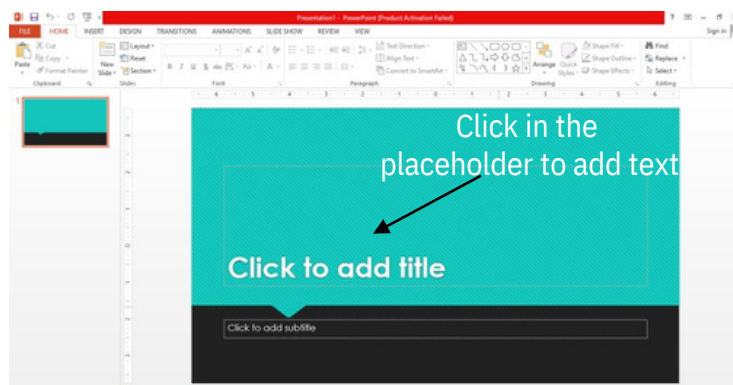 Presentation1 - PowerPoint (Product Activation Failed)
FILE HOME INSERT DESIGN TRANSITIONS ANIMATIONS SLIDE SHOW REVIEW VIEW Sign in
Paste
Cut
Copy
Format Painter
Clipboard
New
Slide
Layout
Reset
Section
Slides
Font
Text Direction
Align Text
Convert to SmartArt
Paragraph
Arrange
Quick
Styles
Shape Fill
Shape Outline
Shape Effects
Drawing
Find
Replace
Select
Editing
1
Click in the
placeholder to add text
Click to add title
Click to add subtitle